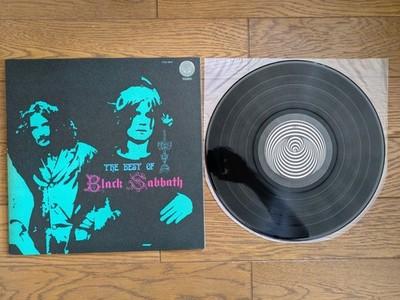 THE BEST OF
Black Sabbath